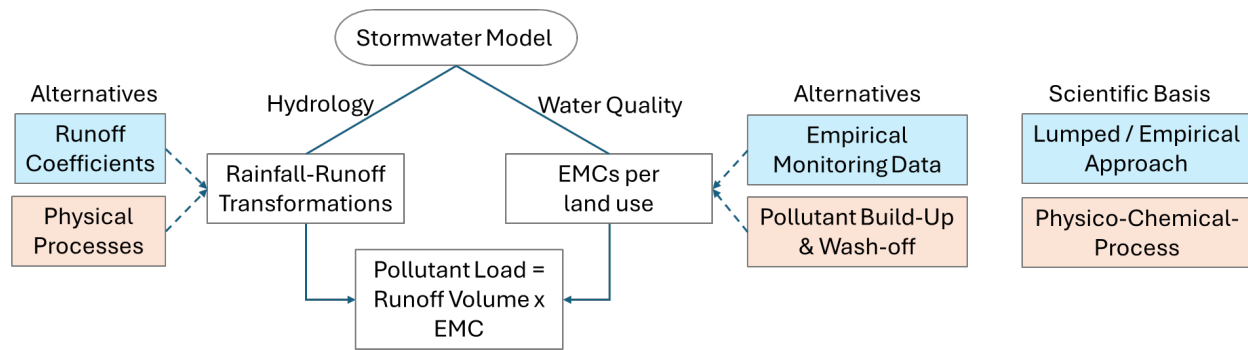 Stormwater Model
Hydrology
Water Quality
Alternatives
Runoff
Coefficients
Physical
Processes
Rainfall-Runoff
Transformations
EMCs per
land use
Pollutant Load =
Runoff Volume x
EMC
Alternatives
Empirical
Monitoring Data
Pollutant Build-Up
& Wash-off
Scientific Basis
Lumped / Empirical
Approach
Physico-Chemical-
Process